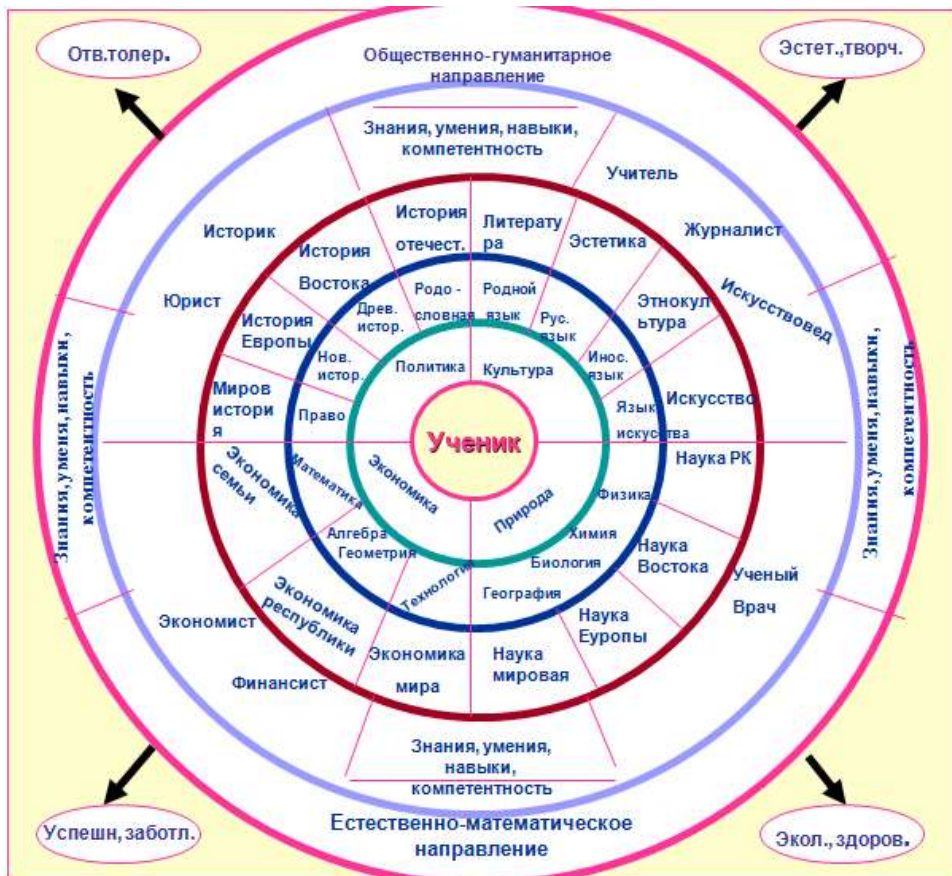 Отв.толер.
Эстет.,творч.
Общественно-гуманитарное
направление
Знания, умения, навыки,
компетентность
Учитель
Историк
История
отечест.
Литерату
ра
Эстетика
Журналист
История
Востока
Искусствовед
Юрист
Древ.
истор.
Родо -
словная
Родной
язык
Рус.
язык
Этнокул
ьтура
История
Европы
Нов.
истор.
Политика
Культура
Инос.
язык
Миров
истори
я
Право
Язык
искусства
Искусство
Знания, уменя, навыки,
компетентность
Ученик
Знания, уменя, навыки,
компетентность
Экономика
семьи
Математика
Экономика
Природа
Физика
Наука РК
Алгебра
Геометрия
Химия
Биология
Наука
Востока
Технология
География
Ученый
Врач
Экономика
республики
Экономист
Наука
Еуропы
Экономика
мира
Наука
мировая
Финансист
Знания, умения,
навыки,
компетентность
Успешн, заботл.
Естественно-математическое
направление
Экол., здоров.